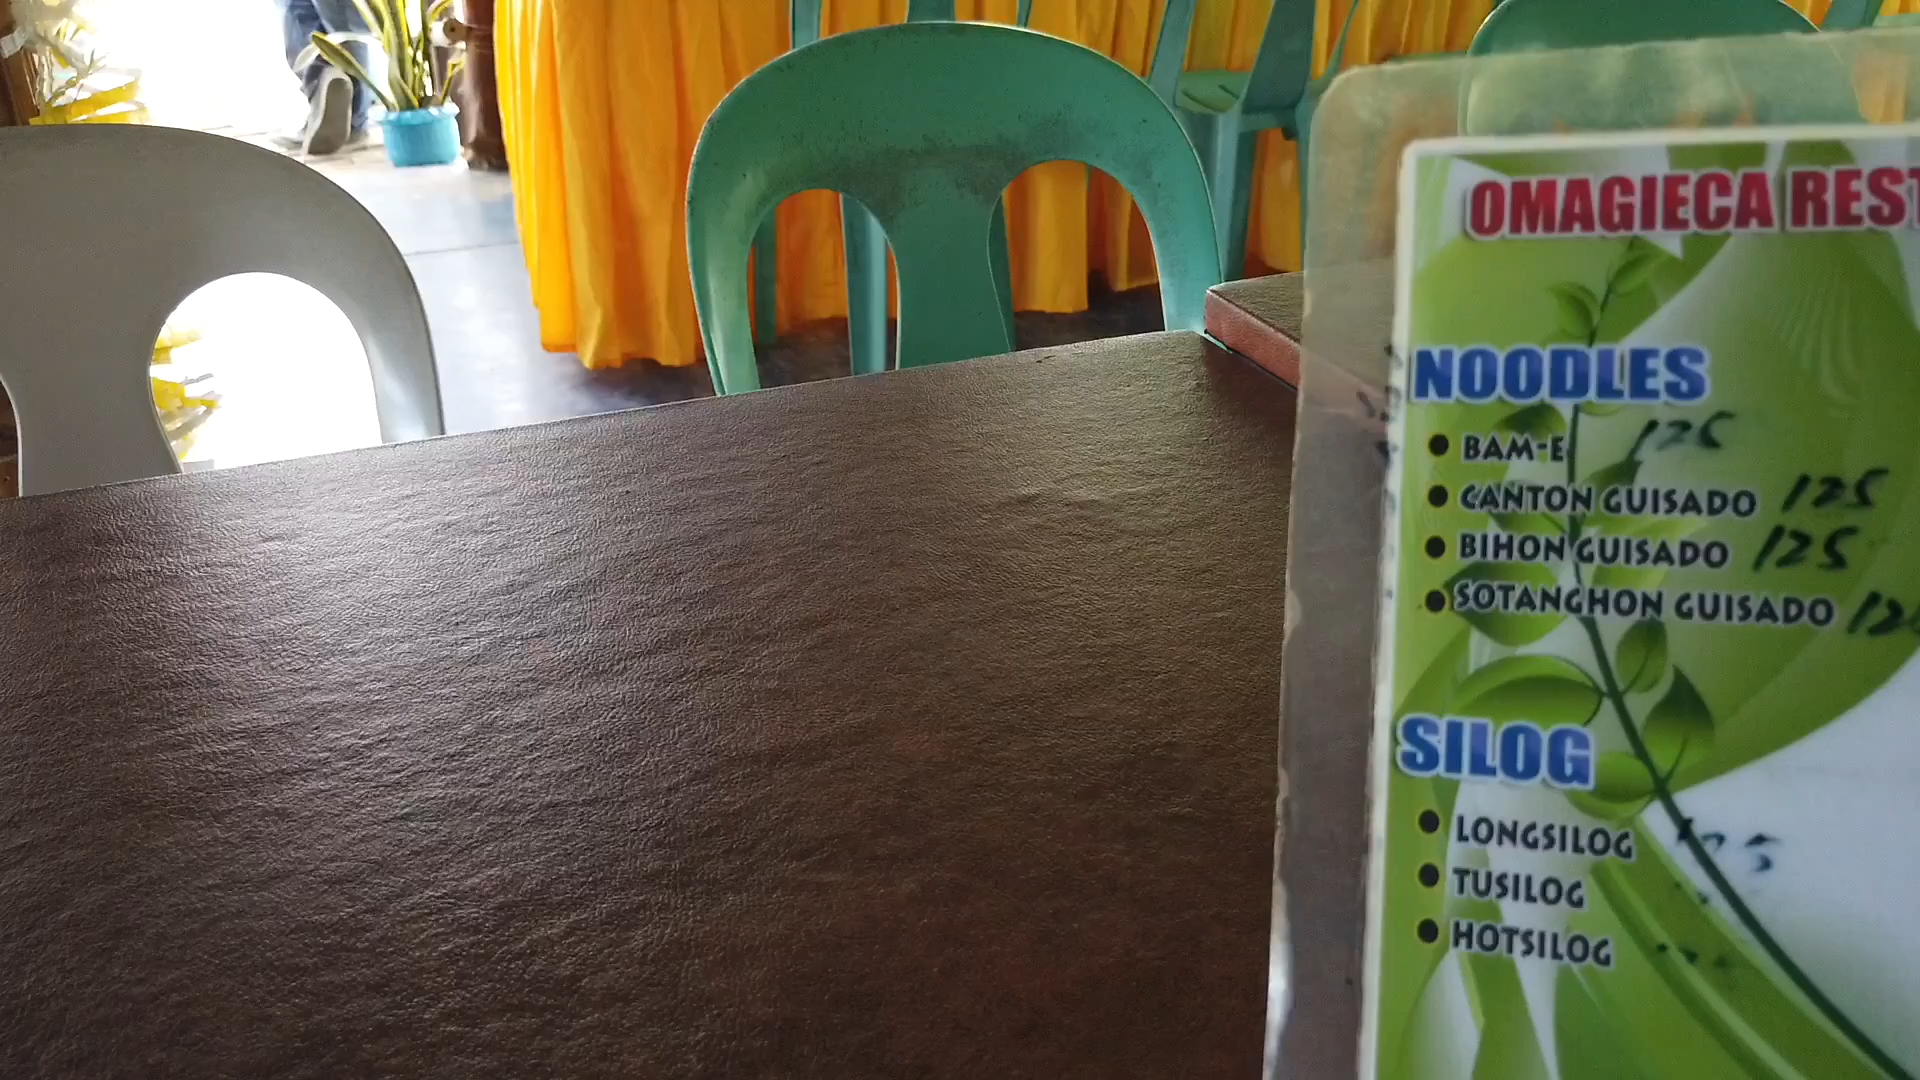 OMAGIECA REST
NOODLES
• BAM-E 125
• CANTON GUISADO 125
• BIHON GUISADO 125
• SOTANGHON GUISADO
SILOG
• LONGSILOG
• TUSILOG
• HOTSILOG